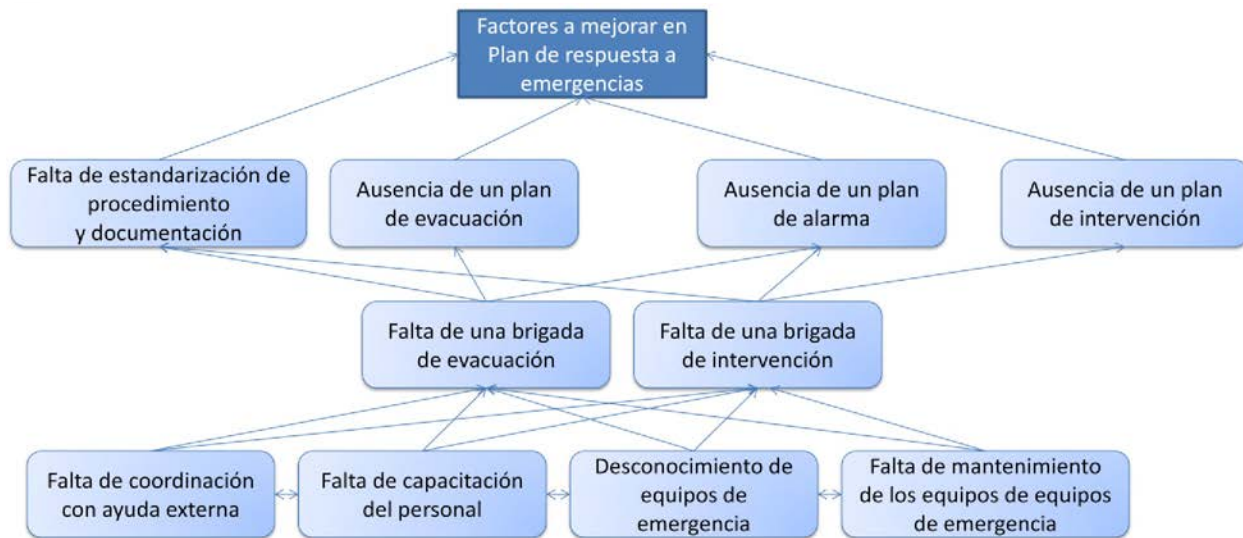 Factores a mejorar en
Plan de respuesta a
emergencias
Falta de estandarización de
procedimiento
y documentación
Ausencia de un plan
de evacuación
Ausencia de un plan
de alarma
Ausencia de un plan
de intervención
Falta de una brigada
de evacuación
Falta de una brigada
de intervención
Falta de coordinación
con ayuda externa
Falta de capacitación
del personal
Desconocimiento de
equipos de
emergencia
Falta de mantenimiento
de los equipos de equipos
de emergencia